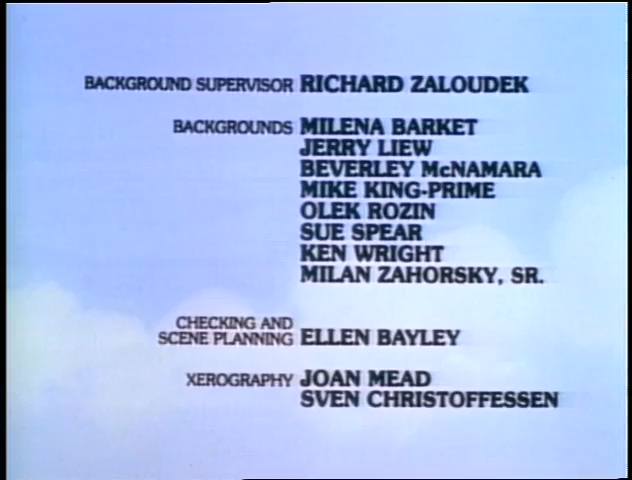 BACKGROUND SUPERVISOR RICHARD ZALOUDEK
BACKGROUNDS MILENA BARKET
JERRY LIEW
BEVERLEY McNAMARA
MIKE KING-PRIME
OLEK ROZIN
SUE SPEAR
KEN WRIGHT
MILAN ZAHORSKY, SR.
CHECKING AND
SCENE PLANNING ELLEN BAYLEY
XEROGRAPHY JOAN MEAD
SVEN CHRISTOFFESSEN